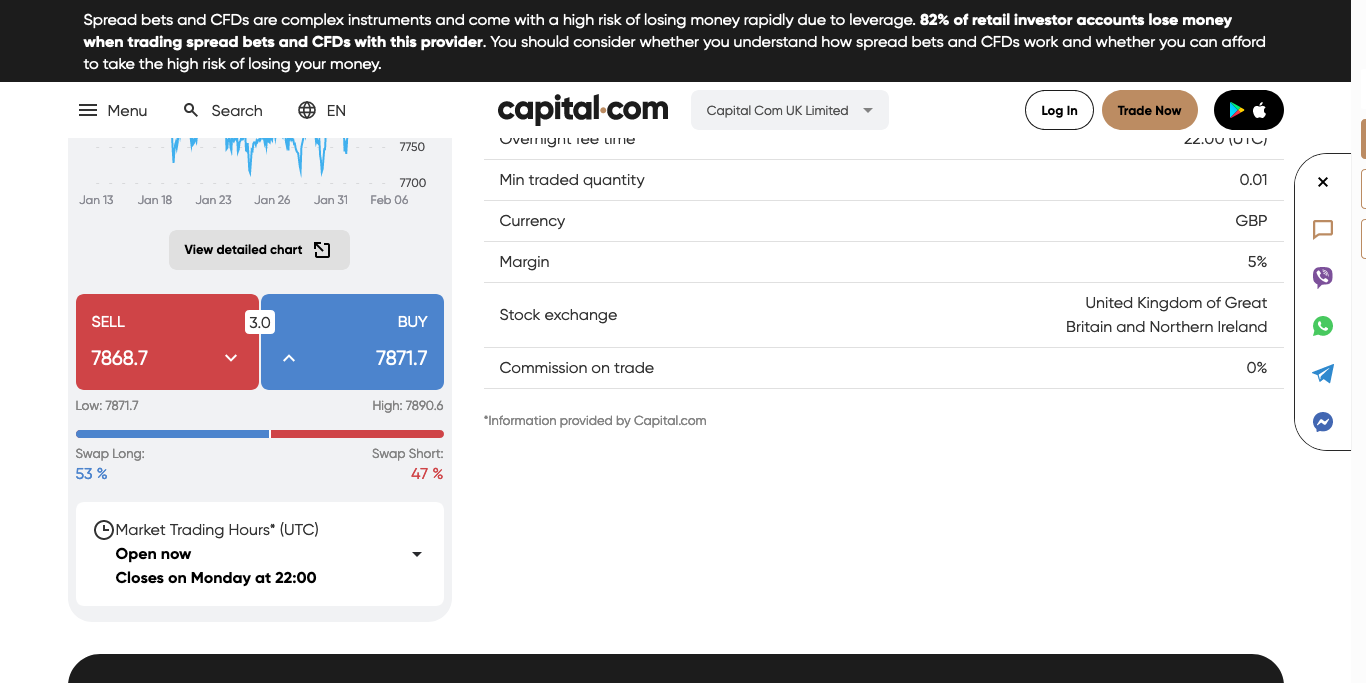 Spread bets and CFDs are complex instruments and come with a high risk of losing money rapidly due to leverage. 82% of retail investor accounts lose money
when trading spread bets and CFDs with this provider. You should consider whether you understand how spread bets and CFDs work and whether you can afford
to take the high risk of losing your money.
Menu Search EN capital.com Capital Com UK Limited Log In Trade Now
7750
7700
Jan 13 Jan 18 Jan 23 Jan 26 Jan 31 Feb 06
View detailed chart
SELL 3.0 BUY
7868.7 7871.7
Low: 7871.7 High: 7890.6
Swap Long: Swap Short:
53 % 47 %
Market Trading Hours* (UTC)
Open now
Closes on Monday at 22:00
Overnight fee time 22:00 (UTC)
Min traded quantity 0.01
Currency GBP
Margin 5%
Stock exchange United Kingdom of Great
Britain and Northern Ireland
Commission on trade 0%
*Information provided by Capital.com